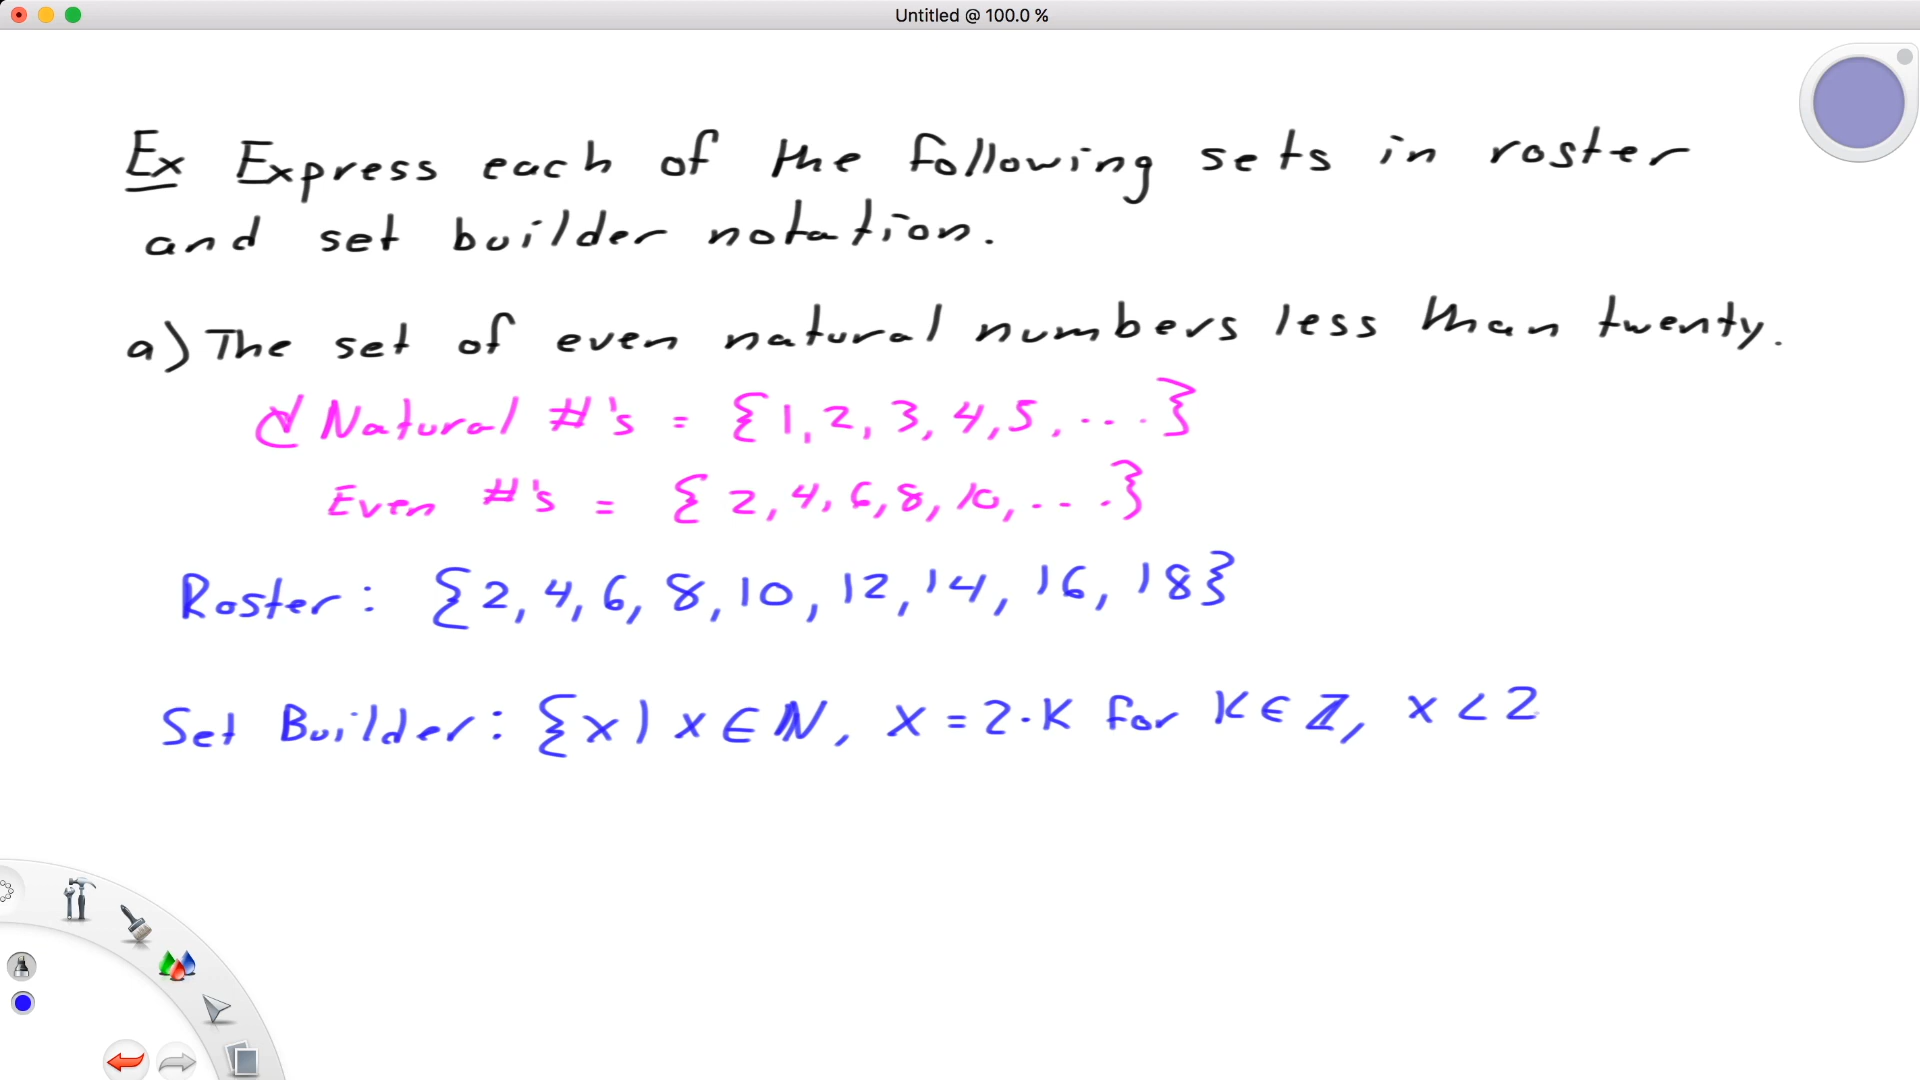 Untitled @ 100.0 %
Ex Express each of the following sets in roster
and set builder notation.
a) The set of even natural numbers less than twenty.
Natural #'s = {1, 2, 3, 4, 5, ...}
Even #'s = {2, 4, 6, 8, 10, ...}
Roster: {2, 4, 6, 8, 10, 12, 14, 16, 18}
Set Builder: {x | x ∈ ℕ, x = 2·K for K ∈ ℤ, x < 2